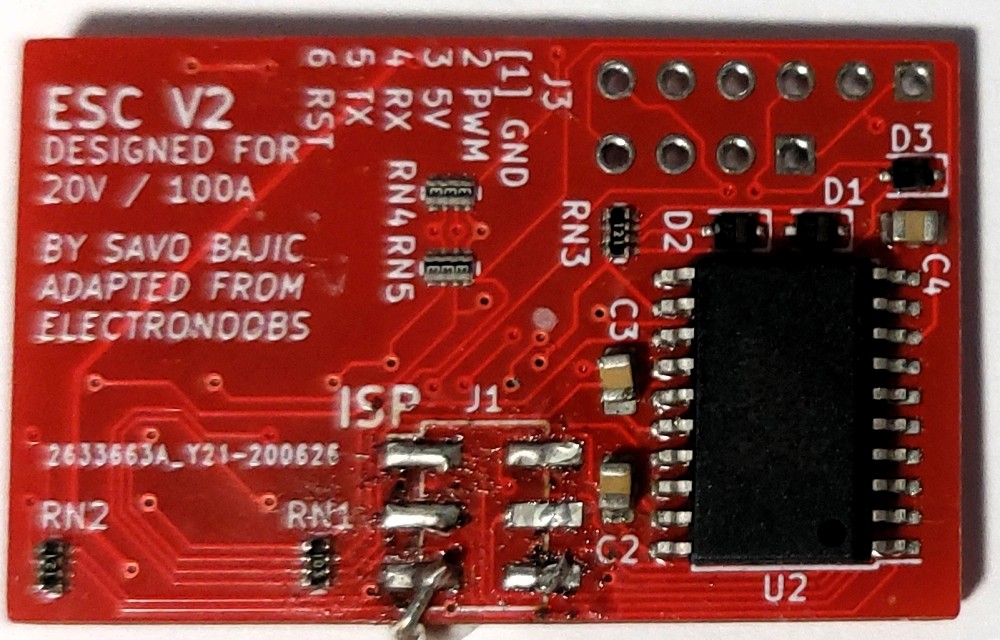 ESC V2
DESIGNED FOR
20V / 100A
BY SAVO BAJIC
ADAPTED FROM
ELECTRONOOBS
[1] GND
2 PWM
3 5V
4 RX
5 TX
6 RST
J3
D3
D1
D2
RN4
RN5
RN3
C4
C3
ISP
J1
2633663A_Y21-200626
RN2
RN1
C2
U2